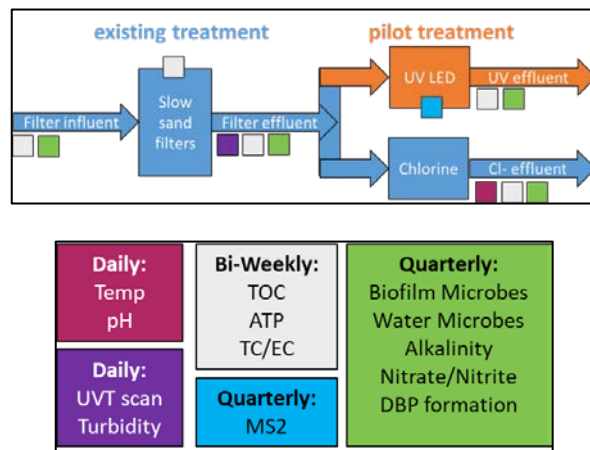 existing treatment
pilot treatment
Filter influent
Slow
sand
filters
Filter effluent
UV LED
UV effluent
Chlorine
Cl- effluent
Daily:
Temp
pH
Daily:
UVT scan
Turbidity
Bi-Weekly:
TOC
ATP
TC/EC
Quarterly:
MS2
Quarterly:
Biofilm Microbes
Water Microbes
Alkalinity
Nitrate/Nitrite
DBP formation